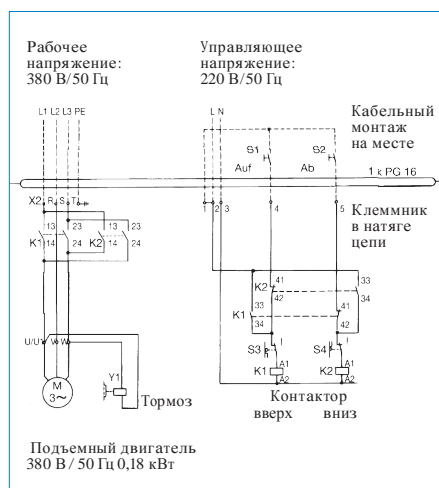 Рабочее
напряжение:
380 В/50 Гц
Управляющее
напряжение:
220 В/50 Гц
L1 L2 L3 PE
L N
Кабельный
монтаж
на месте
S1
S2
Auf
Ab
1 k PG 16
X2 R S T
1 2 3 4 5
Клеммник
в натяге
цепи
13 23 13 23
K1 14 24 K2 14 24
41
K2
42
33
34
33
K1
34
41
42
S3
S4
I
I
A1
K1
A2
A1
K2
A2
U/U1 V W
M
3~
Y1
Тормоз
Контактор
вверх вниз
Подъемный двигатель
380 В / 50 Гц 0,18 кВт